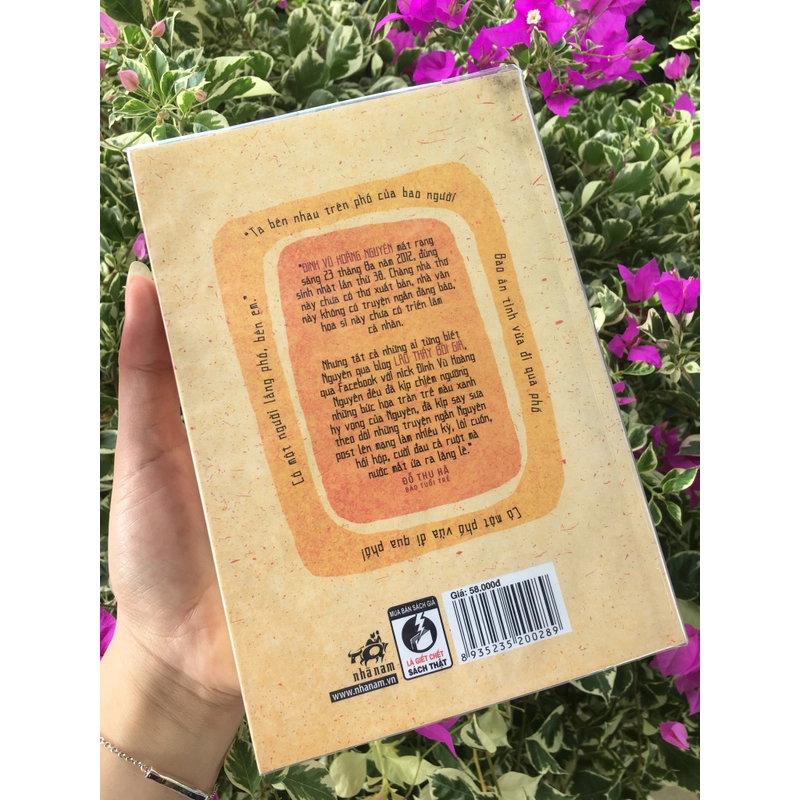 "Ta bên nhau trên phố của bao người
Bao ân tình vừa đi qua phố
Có một phố vừa đi qua phố!
Có một người láng phố, bên em."
"ĐINH VŨ HOÀNG NGUYÊN mất rạng
sáng 23 tháng Ba năm 2012, đúng
sinh nhật lần thứ 38. Chàng nhà thơ
này chưa có thơ xuất bản, nhà văn
này không có truyện ngắn đăng báo,
họa sĩ này chưa có triển lãm
cá nhân.
Nhưng tất cả những ai từng biết
Nguyên qua blog LÃO THẦY BÓI GIÀ,
qua Facebook với nick Đinh Vũ Hoàng
Nguyên đều đã kịp chiêm ngưỡng
những bức họa tràn trề màu xanh
hy vọng của Nguyên, đã kịp say sưa
theo dõi những truyện ngắn Nguyên
post lên mạng làm nhiều kỳ, lôi cuốn,
hồi hộp, cười đau cả ruột mà
nước mắt ứa ra lặng lẽ."
ĐỖ THU HÀ
BÁO TUỔI TRẺ
nhã nam
www.nhanam.vn
MUA BÁN SÁCH GIẢ
LÀ GIẾT CHẾT
SÁCH THẬT
Giá: 58.000đ
8 935235 200289